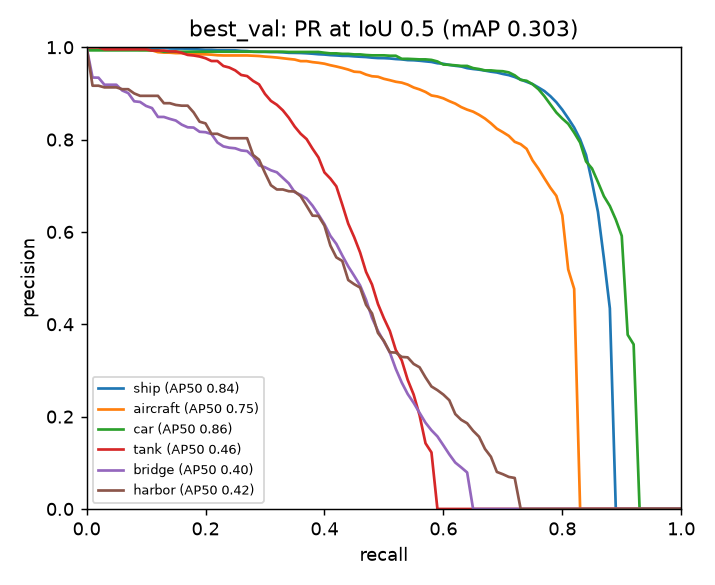 best_val: PR at IoU 0.5 (mAP 0.303)
1.0
0.8
0.6
0.4
0.2
0.0
precision
ship (AP50 0.84)
aircraft (AP50 0.75)
car (AP50 0.86)
tank (AP50 0.46)
bridge (AP50 0.40)
harbor (AP50 0.42)
0.0 0.2 0.4 0.6 0.8 1.0
recall